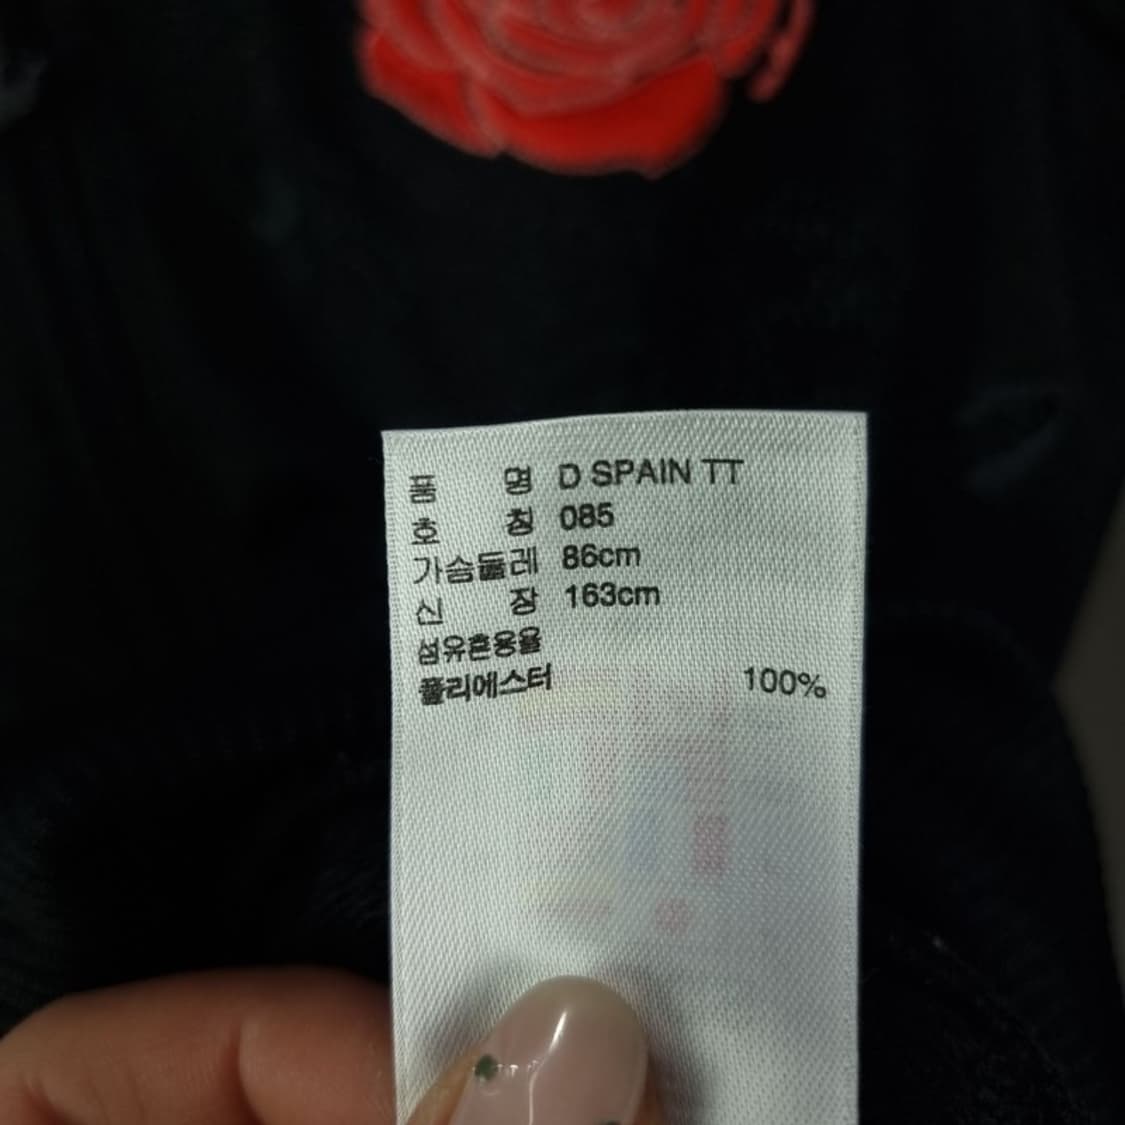 품 명 D SPAIN TT
호 칭 085
가슴둘레 86cm
신 장 163cm
섬유혼용율
폴리에스터 100%